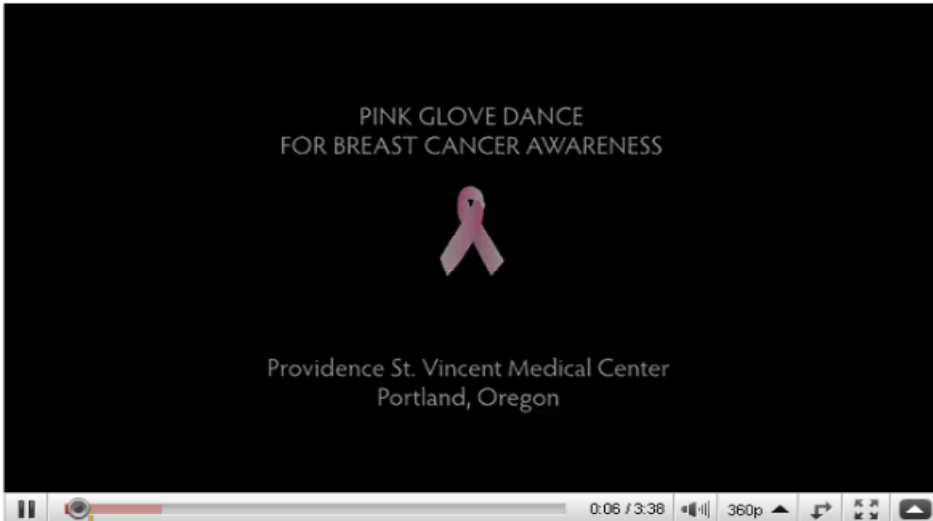 PINK GLOVE DANCE
FOR BREAST CANCER AWARENESS
Providence St. Vincent Medical Center
Portland, Oregon
0:06 / 3:38
360p